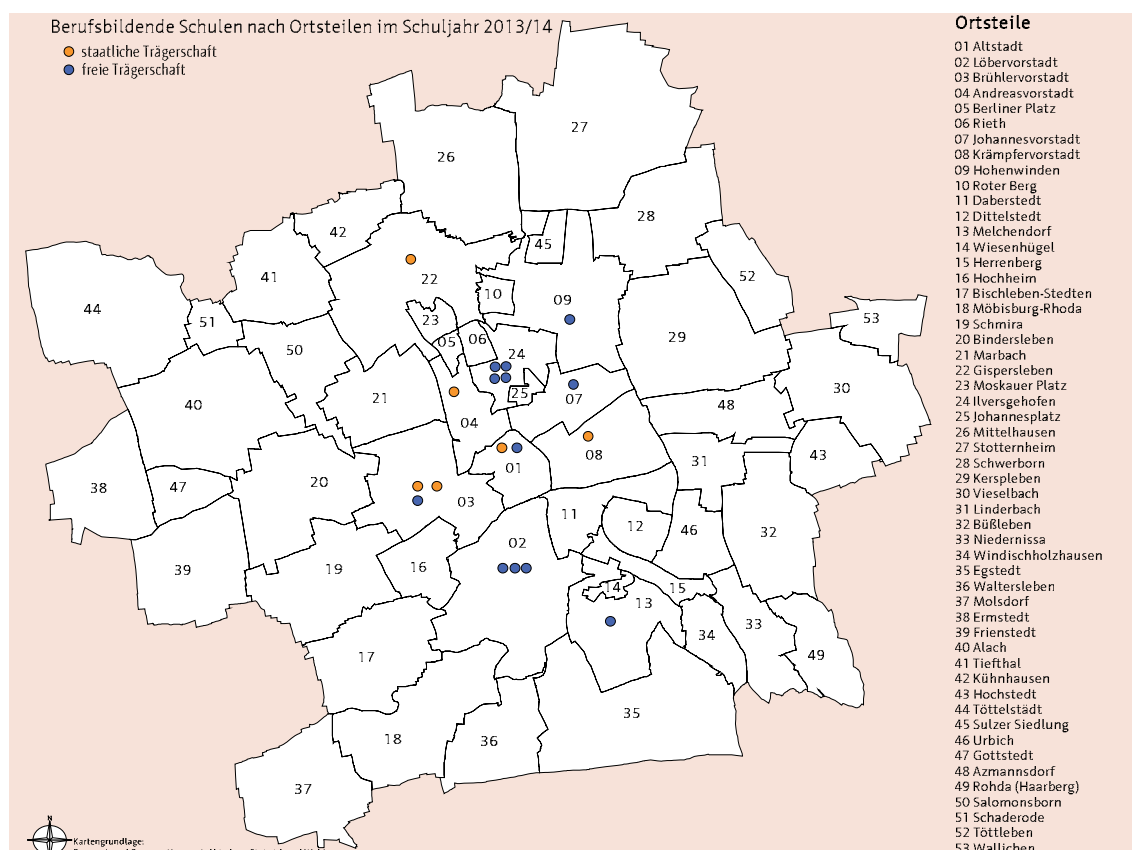 Berufsbildende Schulen nach Ortsteilen im Schuljahr 2013/14
staatliche Trägerschaft
freie Trägerschaft
Ortsteile
01 Altstadt
02 Löbervorstadt
03 Brühlervorstadt
04 Andreasvorstadt
05 Berliner Platz
06 Rieth
07 Johannesvorstadt
08 Krämpfervorstadt
09 Hohenwinden
10 Roter Berg
11 Daberstedt
12 Dittelstedt
13 Melchendorf
14 Wiesenhügel
15 Herrenberg
16 Hochheim
17 Bischleben-Stedten
18 Möbisburg-Rhoda
19 Schmira
20 Bindersleben
21 Marbach
22 Gispersleben
23 Moskauer Platz
24 Ilversgehofen
25 Johannesplatz
26 Mittelhausen
27 Stotternheim
28 Schwerborn
29 Kerspleben
30 Vieselbach
31 Linderbach
32 Büßleben
33 Niedernissa
34 Windischholzhausen
35 Egstedt
36 Waltersleben
37 Molsdorf
38 Ermstedt
39 Frienstedt
40 Alach
41 Tiefthal
42 Kühnhausen
43 Hochstedt
44 Töttelstädt
45 Sulzer Siedlung
46 Urbich
47 Gottstedt
48 Azmannsdorf
49 Rohda (Haarberg)
50 Salomonsborn
51 Schaderode
52 Töttleben
53 Wallichen
27
26
28
42
45
52
41
22
10
09
44
51
23
53
05
06
29
50
24
30
25
21
07
40
48
04
08
43
31
01
38
47
20
03
11
12
46
32
02
39
19
16
14
15
13
33
34
17
49
35
18
36
37
N
Kartengrundlage: